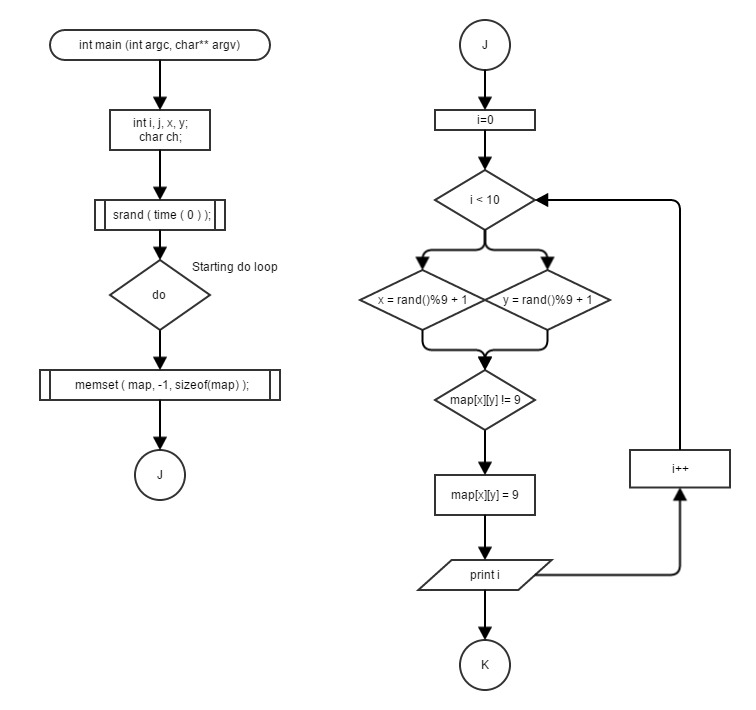 int main (int argc, char** argv)
int i, j, x, y;
char ch;
srand ( time ( 0 ) );
Starting do loop
do
memset ( map, -1, sizeof(map) );
J
J
i=0
i < 10
x = rand()%9 + 1
y = rand()%9 + 1
map[x][y] != 9
map[x][y] = 9
i++
print i
K